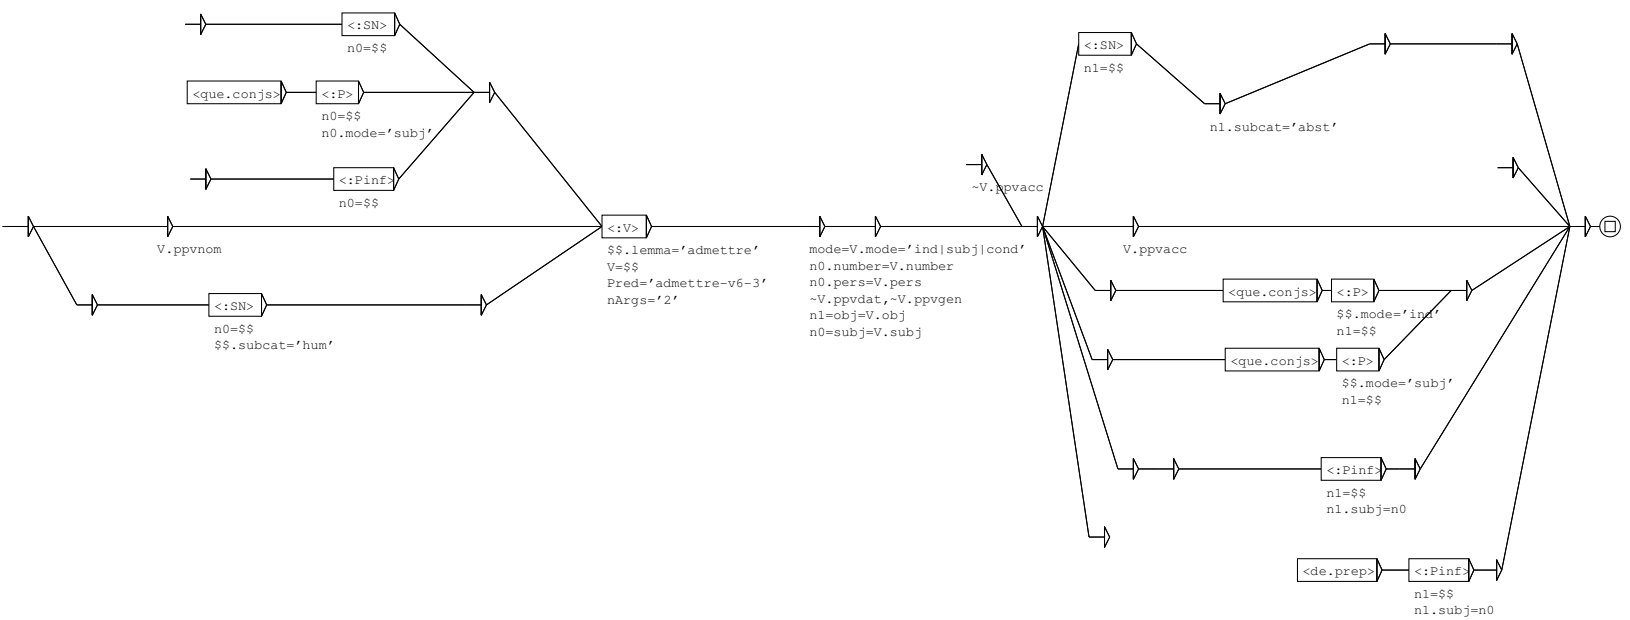 <:SN>
n0=$$
<que.conjs>
<:P>
n0=$$
n0.mode='subj'
<:Pinf>
n0=$$
V.ppvnom
<:SN>
n0=$$
$$.subcat='hum'
<:V>
$$.lemma='admettre'
V=$$
Pred='admettre-v6-3'
nArgs='2'
mode=V.mode='ind|subj|cond'
n0.number=V.number
n0.pers=V.pers
~V.ppvdat,~V.ppvgen
n1=obj=V.obj
n0=subj=V.subj
~V.ppvacc
<:SN>
n1=$$
n1.subcat='abst'
V.ppvacc
<que.conjs>
<:P>
$$.mode='ind'
n1=$$
<que.conjs>
<:P>
$$.mode='subj'
n1=$$
<:Pinf>
n1=$$
n1.subj=n0
<de.prep>
<:Pinf>
n1=$$
n1.subj=n0